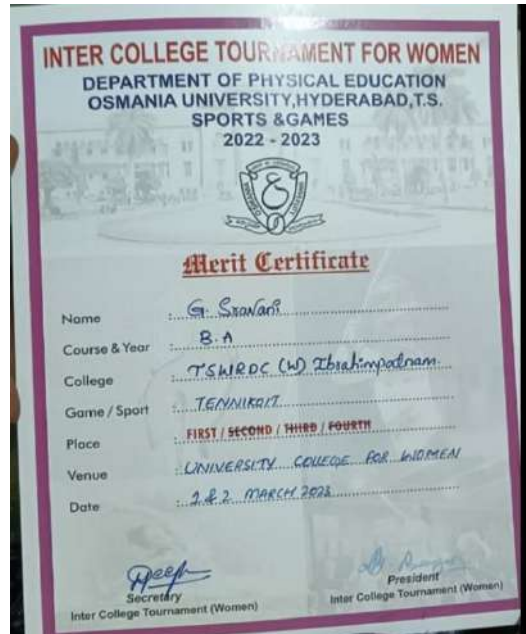 INTER COLLEGE TOURNAMENT FOR WOMEN
DEPARTMENT OF PHYSICAL EDUCATION
OSMANIA UNIVERSITY,HYDERABAD,T.S.
SPORTS &GAMES
2022 - 2023
Merit Certificate
Name : G. Sravani
Course & Year : B.A
College : TSWRDC (W) Ibrahimpatnam.
Game / Sport : TENNIKOIT
Place : FIRST / SECOND / THIRD / FOURTH
Venue : UNIVERSITY COLLEGE FOR WOMEN
Date : 1 & 2 MARCH 2023
Secretary
Inter College Tournament (Women)
President
Inter College Tournament (Women)